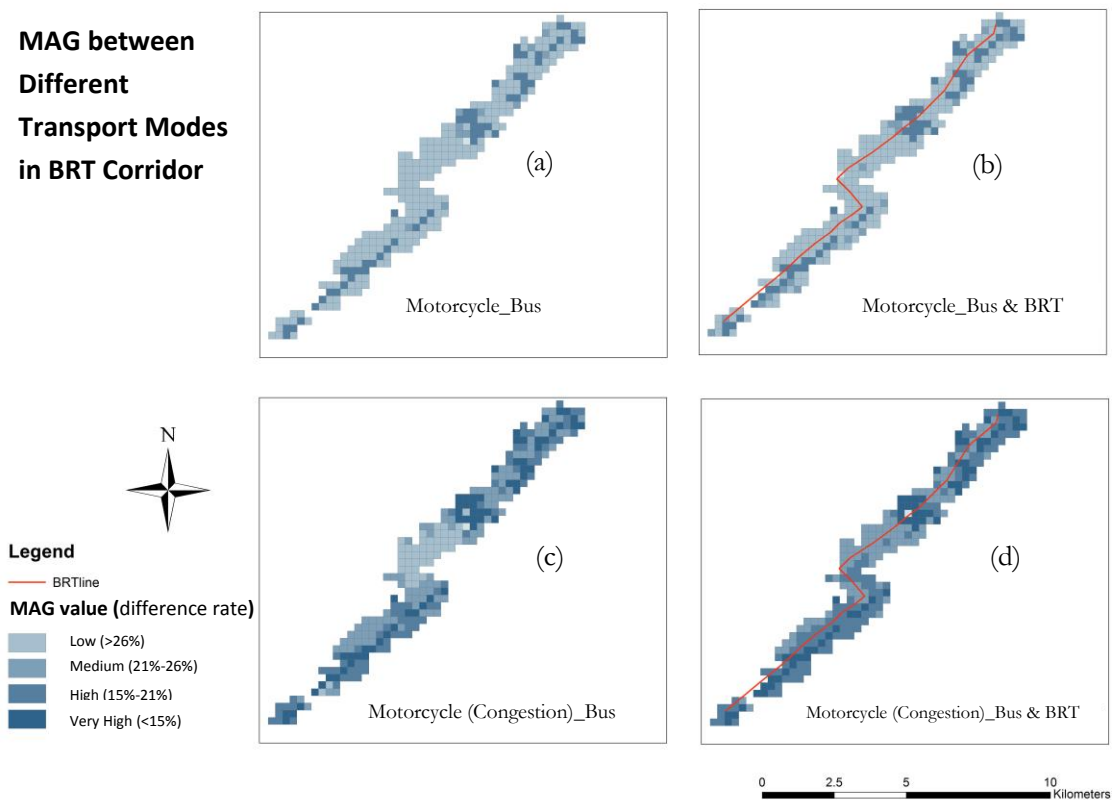 MAG between
Different
Transport Modes
in BRT Corridor
(a)
Motorcycle_Bus
(b)
Motorcycle_Bus & BRT
N
Legend
BRTline
MAG value (difference rate)
Low (>26%)
Medium (21%-26%)
High (15%-21%)
Very High (<15%)
(c)
Motorcycle (Congestion)_Bus
(d)
Motorcycle (Congestion)_Bus & BRT
0 2.5 5 10
Kilometers